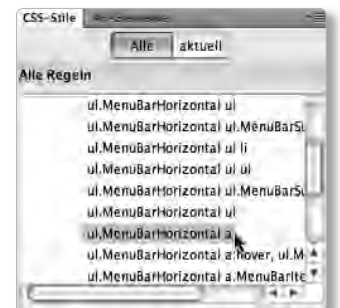 CSS-Stile
Alle aktuell
Alle Regeln
ul.MenuBarHorizontal ul
ul.MenuBarHorizontal ul.MenuBarSu
ul.MenuBarHorizontal ul li
ul.MenuBarHorizontal ul ul
ul.MenuBarHorizontal ul.MenuBarSu
ul.MenuBarHorizontal ul
ul.MenuBarHorizontal a
ul.MenuBarHorizontal a:hover, ul.M
ul.MenuBarHorizontal a.MenuBarIte